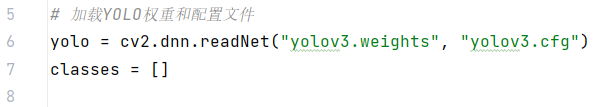 5 # 加载YOLO权重和配置文件
6 yolo = cv2.dnn.readNet("yolov3.weights", "yolov3.cfg")
7 classes = []
8